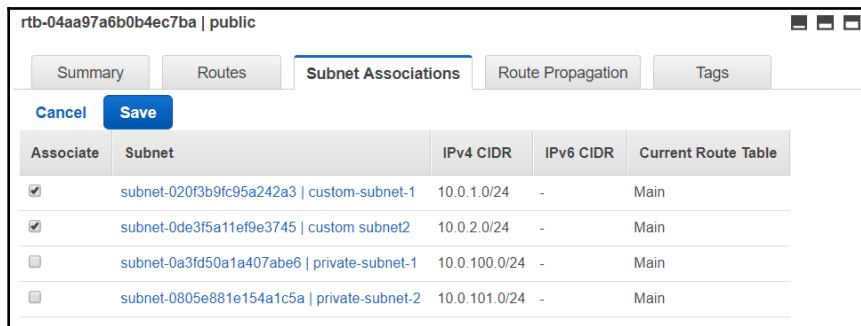 rtb-04aa97a6b0b4ec7ba | public
Summary Routes Subnet Associations Route Propagation Tags
Cancel Save
Associate Subnet IPv4 CIDR IPv6 CIDR Current Route Table
subnet-020f3b9fc95a242a3 | custom-subnet-1 10.0.1.0/24 - Main
subnet-0de3f5a11ef9e3745 | custom subnet2 10.0.2.0/24 - Main
subnet-0a3fd50a1a407abe6 | private-subnet-1 10.0.100.0/24 - Main
subnet-0805e881e154a1c5a | private-subnet-2 10.0.101.0/24 - Main